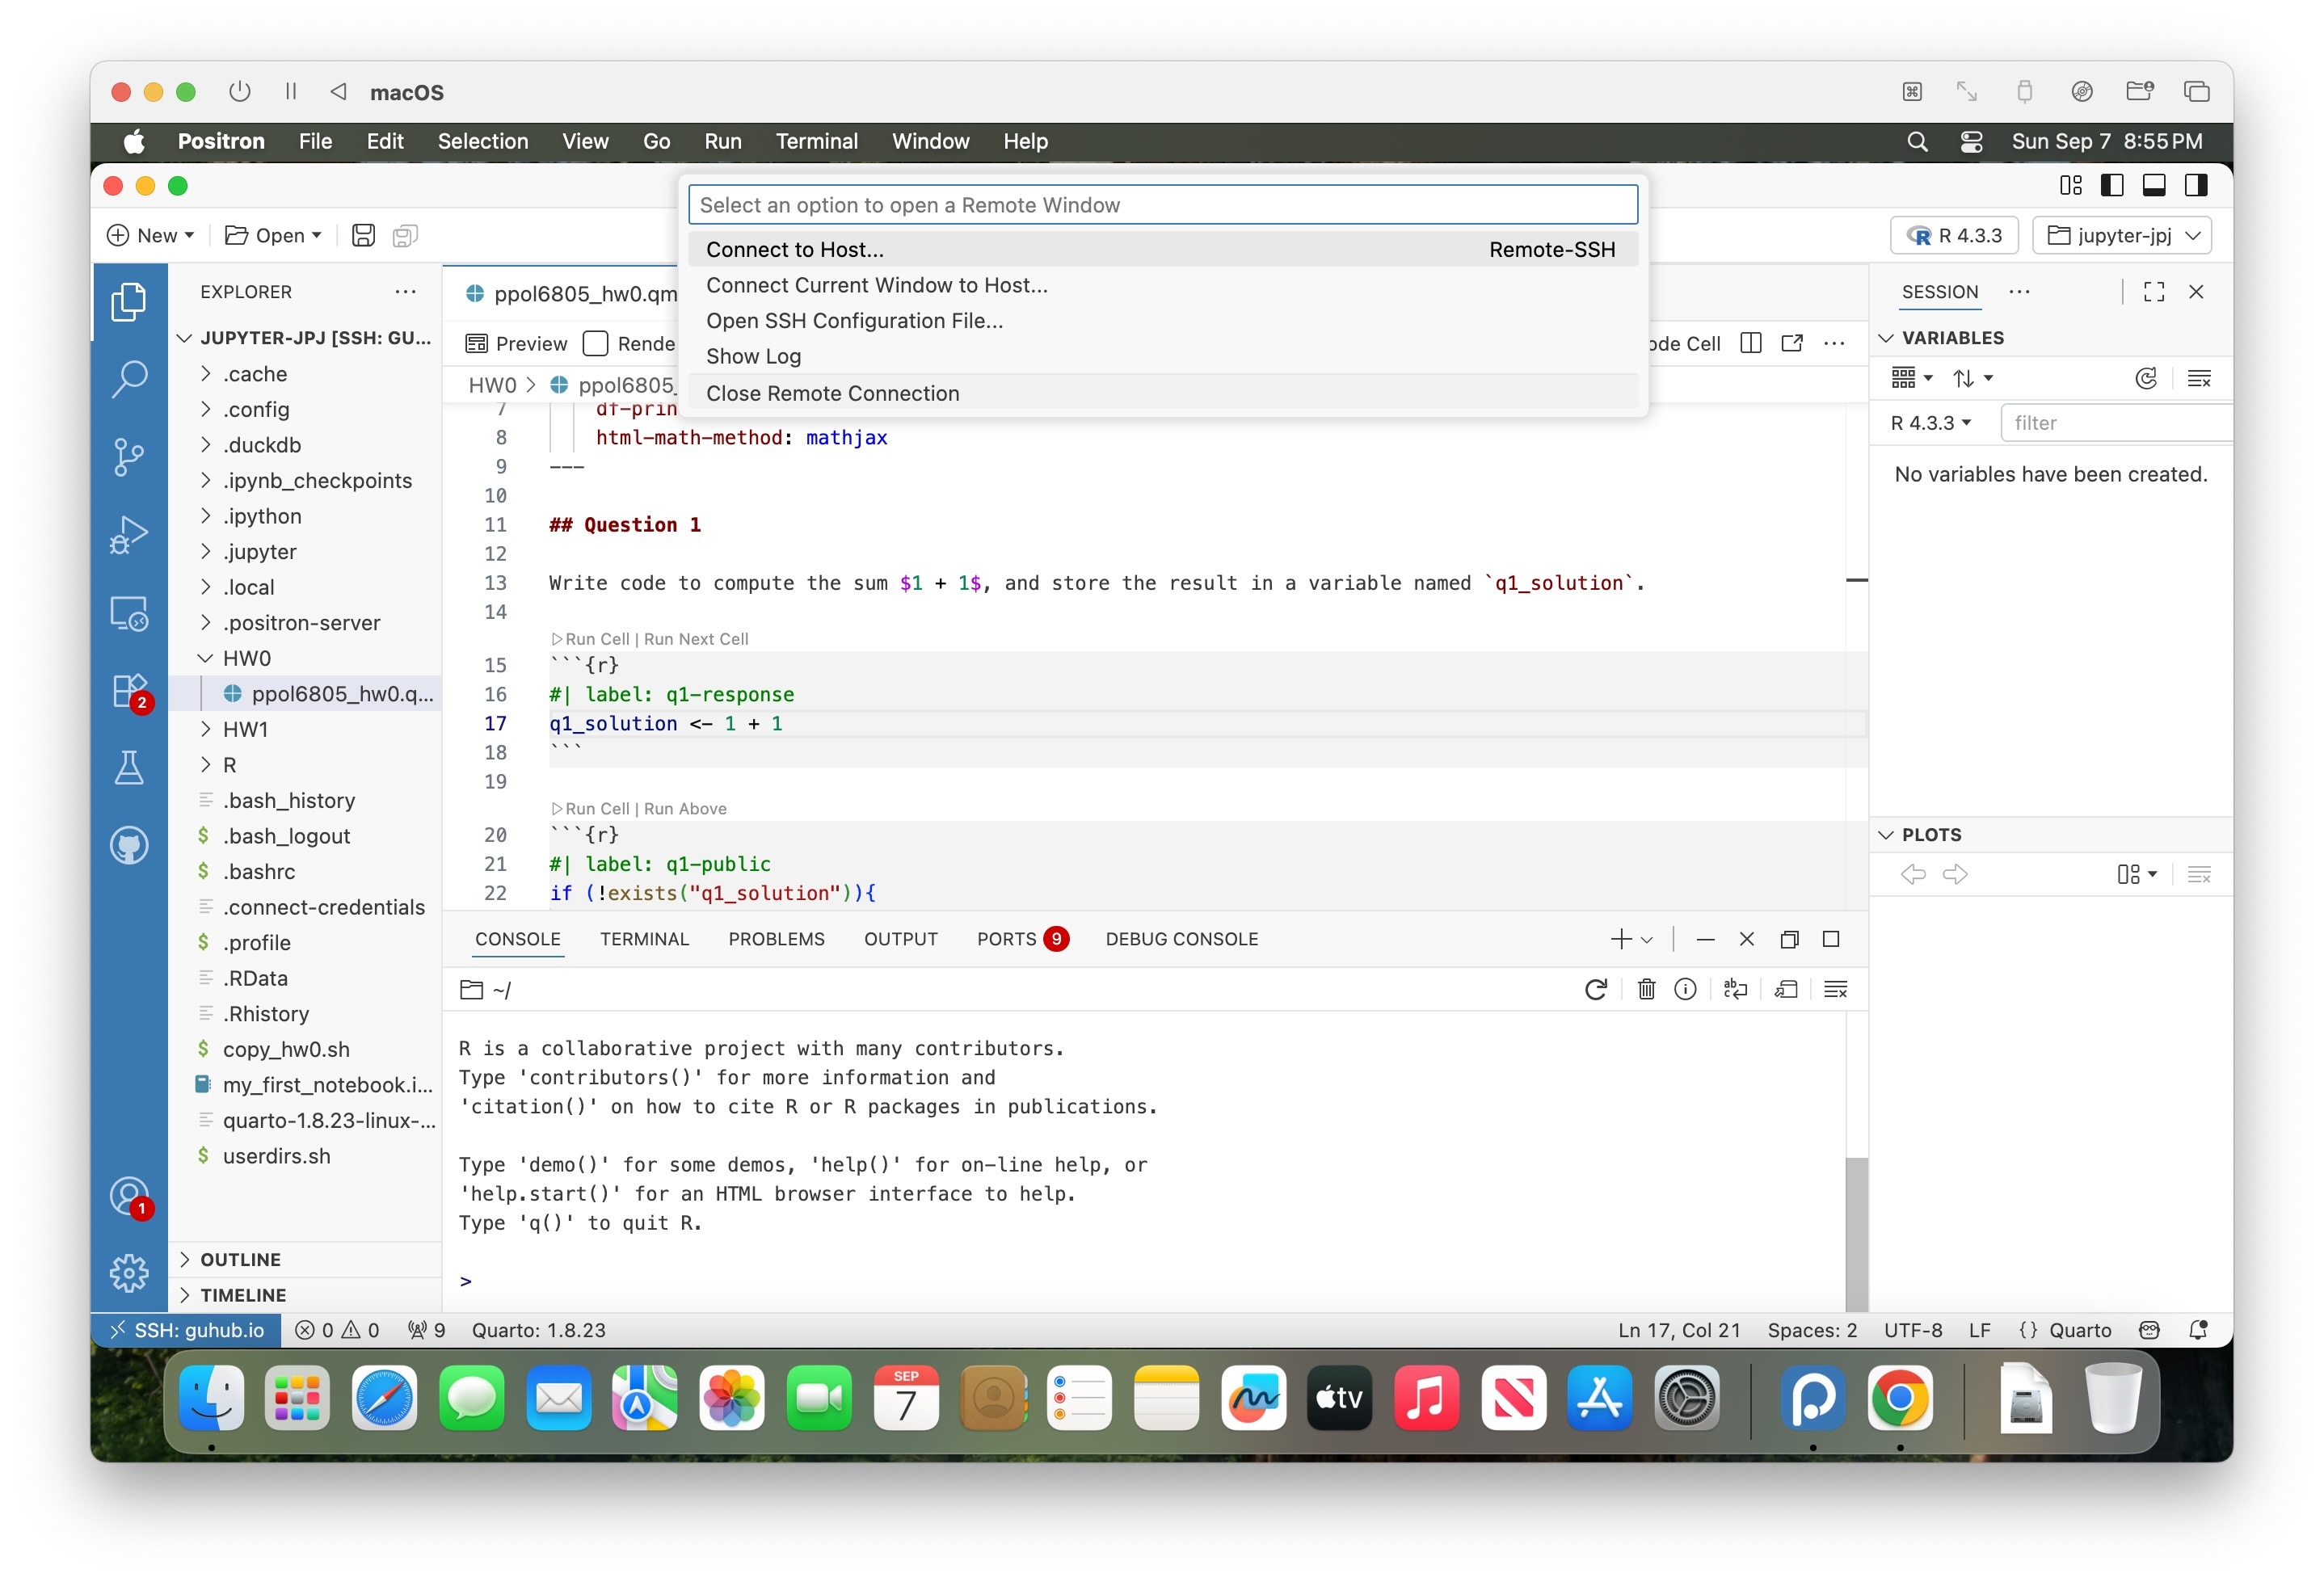 macOS
Positron File Edit Selection View Go Run Terminal Window Help Sun Sep 7 8:55 PM
Select an option to open a Remote Window
Connect to Host... Remote-SSH
Connect Current Window to Host...
Open SSH Configuration File...
Show Log
Close Remote Connection
New Open R 4.3.3 jupyter-jpj
EXPLORER
JUPYTER-JPJ [SSH: GU...
.cache
.config
.duckdb
.ipynb_checkpoints
.ipython
.jupyter
.local
.positron-server
HW0
ppol6805_hw0.q...
HW1
R
.bash_history
.bash_logout
.bashrc
.connect-credentials
.profile
.RData
.Rhistory
copy_hw0.sh
my_first_notebook.i...
quarto-1.8.23-linux-...
userdirs.sh
OUTLINE
TIMELINE
2
1
ppol6805_hw0.qm
Preview Rende ode Cell
HW0 > ppol6805_
7 df-prin
8 html-math-method: mathjax
9 ---
10
11 ## Question 1
12
13 Write code to compute the sum $1 + 1$, and store the result in a variable named `q1_solution`.
14
Run Cell | Run Next Cell
15 ```{r}
16 #| label: q1-response
17 q1_solution <- 1 + 1
18 ```
19
Run Cell | Run Above
20 ```{r}
21 #| label: q1-public
22 if (!exists("q1_solution")){
CONSOLE TERMINAL PROBLEMS OUTPUT PORTS 9 DEBUG CONSOLE
~/
R is a collaborative project with many contributors.
Type 'contributors()' for more information and
'citation()' on how to cite R or R packages in publications.
Type 'demo()' for some demos, 'help()' for on-line help, or
'help.start()' for an HTML browser interface to help.
Type 'q()' to quit R.
>
SESSION
VARIABLES
R 4.3.3 filter
No variables have been created.
PLOTS
SSH: guhub.io 0 0 9 Quarto: 1.8.23 Ln 17, Col 21 Spaces: 2 UTF-8 LF {} Quarto
SEP
7
tv